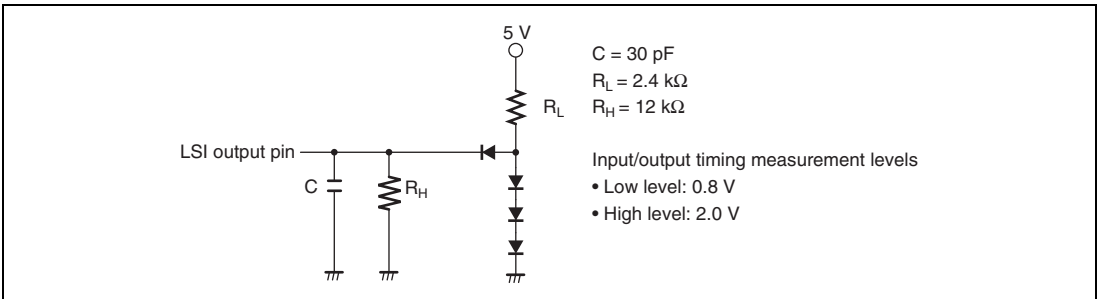 5 V
C = 30 pF
RL = 2.4 kΩ
RL
RH = 12 kΩ
LSI output pin
C
RH
Input/output timing measurement levels
• Low level: 0.8 V
• High level: 2.0 V